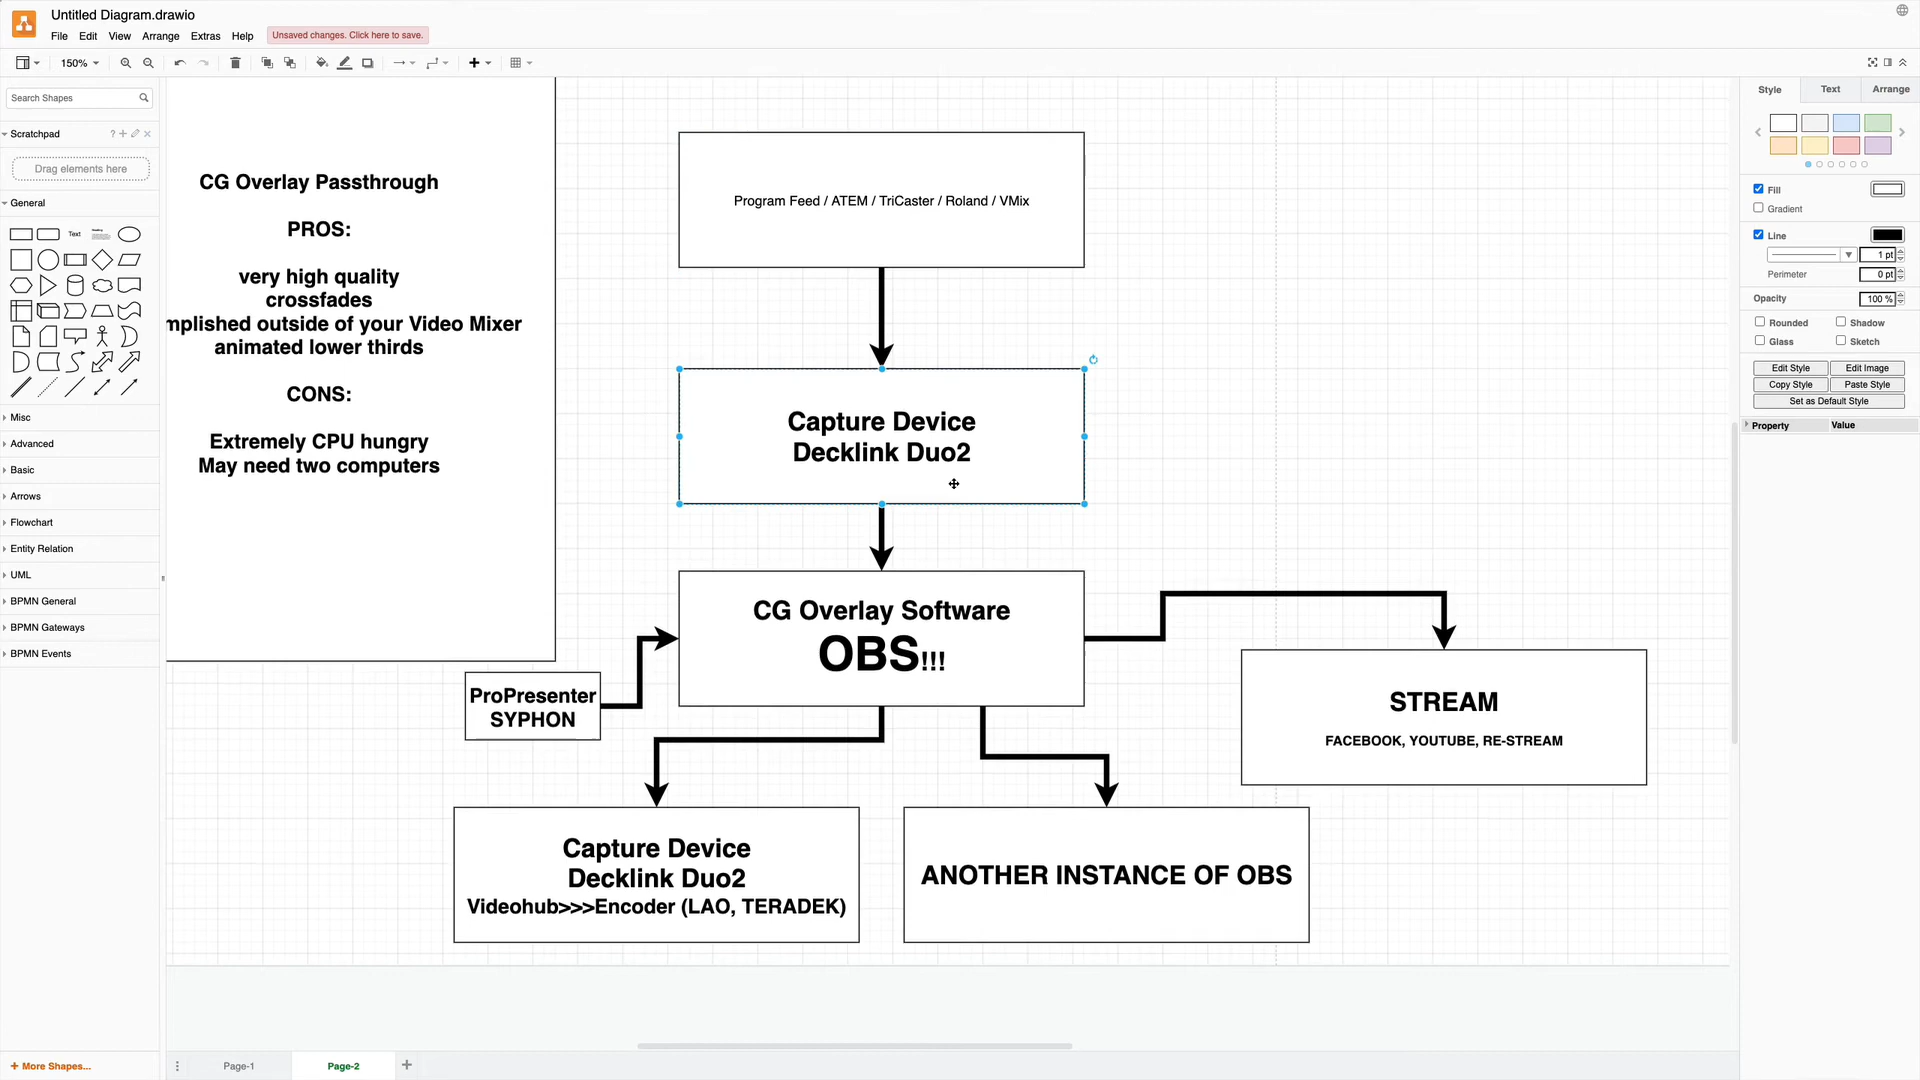 Untitled Diagram.drawio
File Edit View Arrange Extras Help
Unsaved changes. Click here to save.
150%
Search Shapes
Scratchpad
?
Drag elements here
General
Text
Misc
Advanced
Basic
Arrows
Flowchart
Entity Relation
UML
BPMN General
BPMN Gateways
BPMN Events
+ More Shapes...
CG Overlay Passthrough
PROS:
very high quality
crossfades
mplished outside of your Video Mixer
animated lower thirds
CONS:
Extremely CPU hungry
May need two computers
Program Feed / ATEM / TriCaster / Roland / VMix
Capture Device
Decklink Duo2
CG Overlay Software
OBS!!!
ProPresenter
SYPHON
STREAM
FACEBOOK, YOUTUBE, RE-STREAM
Capture Device
Decklink Duo2
Videohub>>>Encoder (LAO, TERADEK)
ANOTHER INSTANCE OF OBS
Page-1
Page-2
Style
Text
Arrange
Fill
Gradient
Line
1 pt
Perimeter
0 pt
Opacity
100 %
Rounded
Shadow
Glass
Sketch
Edit Style
Edit Image
Copy Style
Paste Style
Set as Default Style
Property
Value